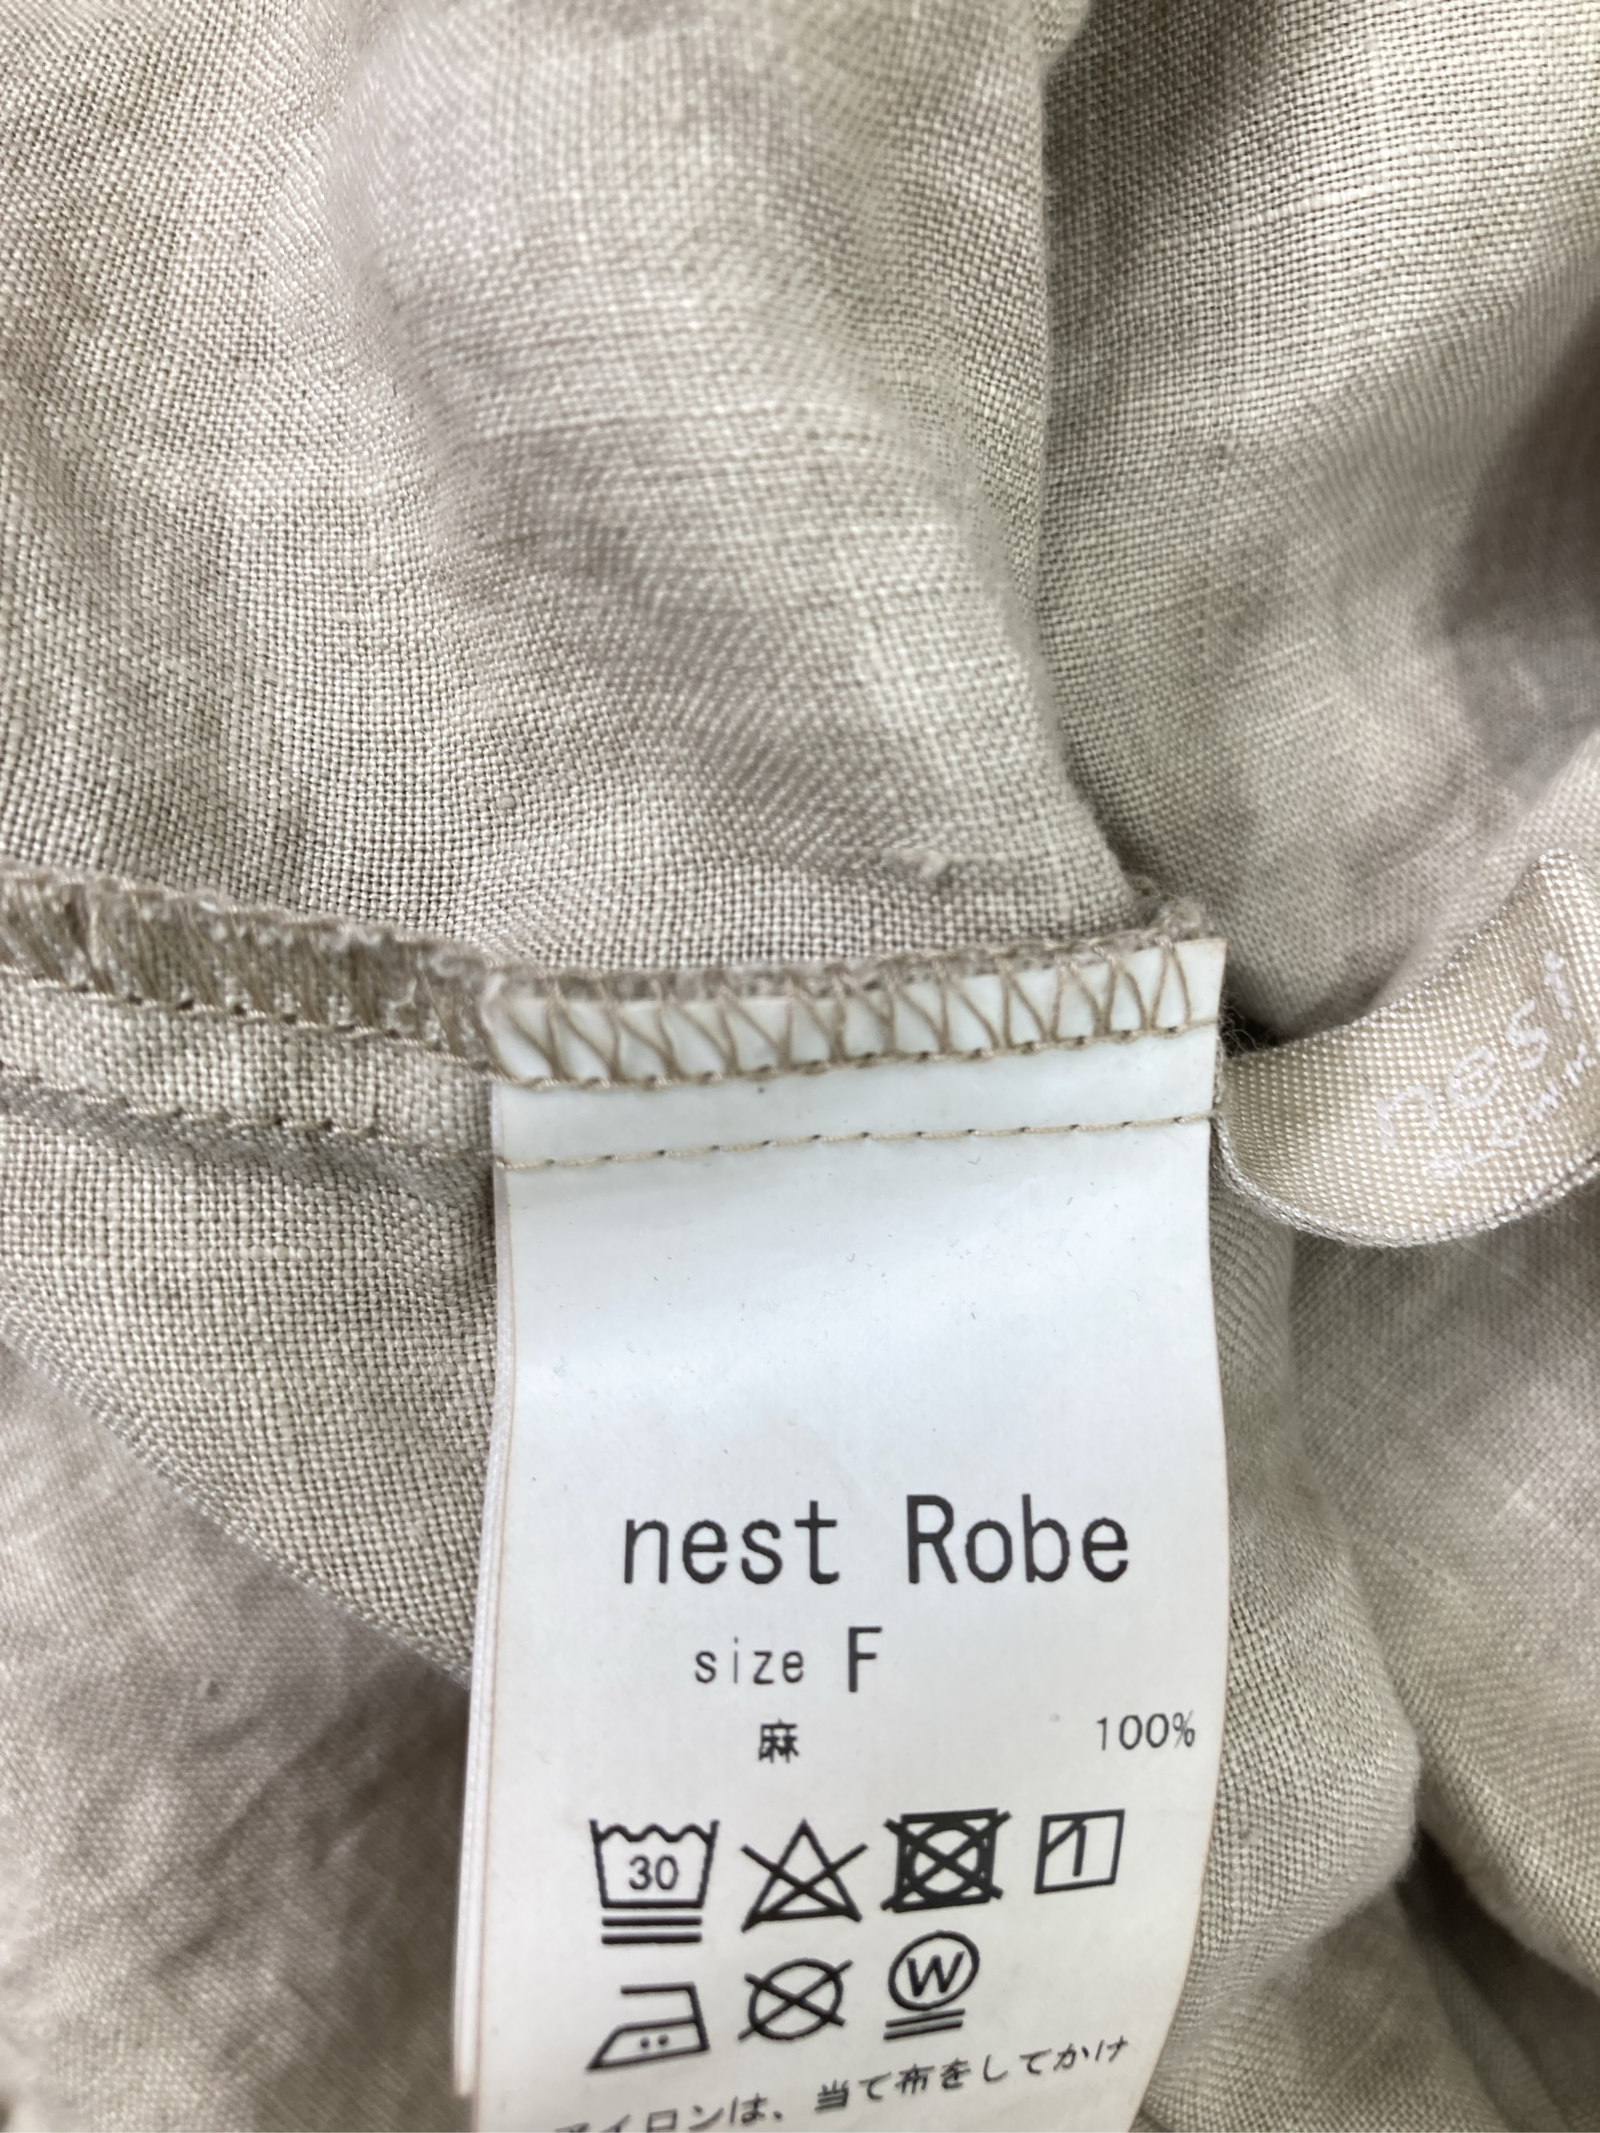 nest
nest Robe
size F
麻 100%
30
W
アイロンは、当て布をしてかけ